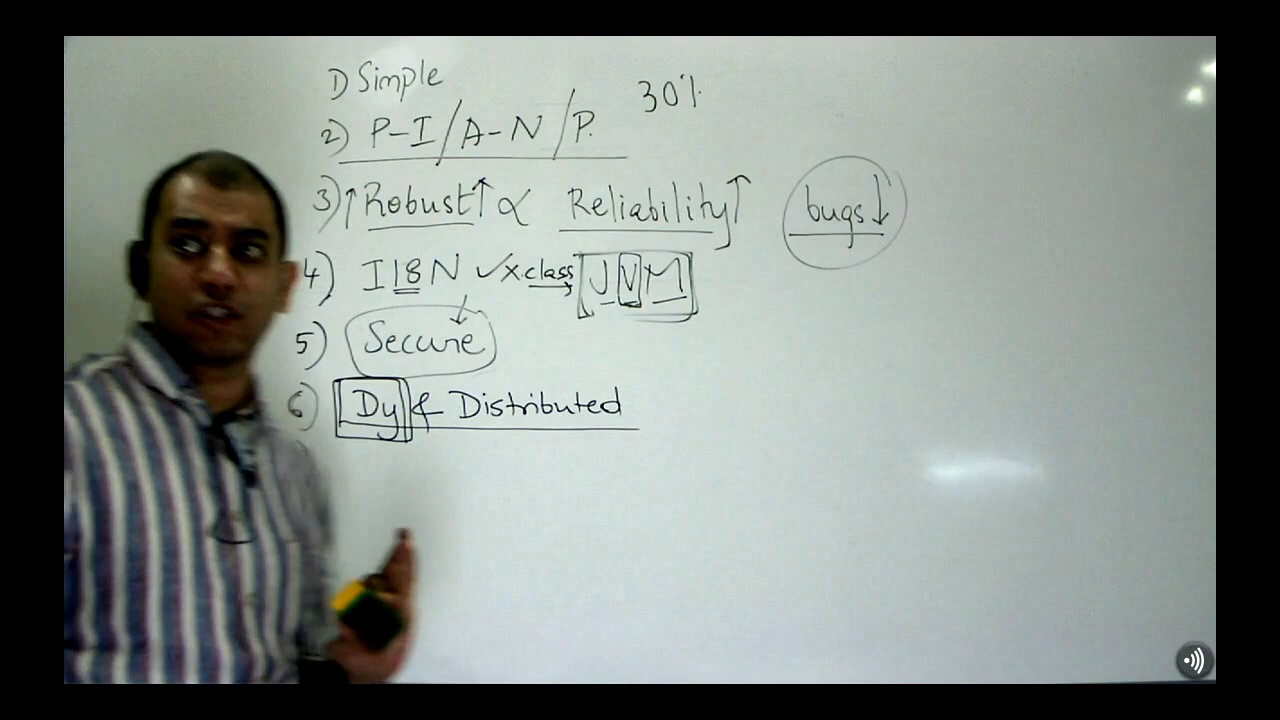 1) Simple
2) P-I/A-N/P. 30%
3) ↑Robust↑ ∝ Reliability↑ bugs↓
4) I18N ✓ X.class JVM
5) Secure
6) Dy & Distributed